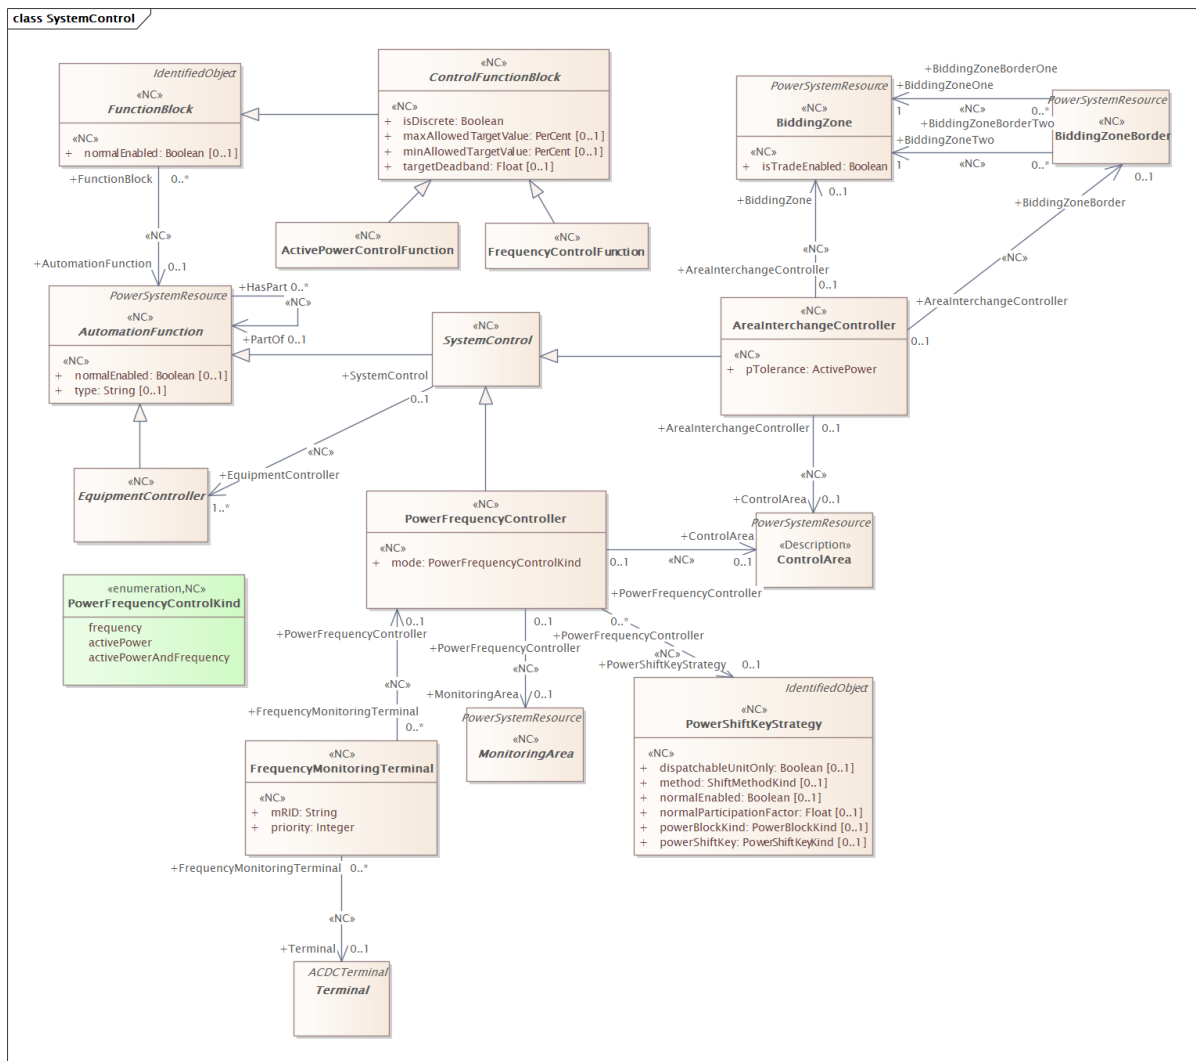 class SystemControl
IdentifiedObject
«NC»
FunctionBlock
«NC»
+ normalEnabled: Boolean [0..1]
«NC»
ControlFunctionBlock
«NC»
+ isDiscrete: Boolean
+ maxAllowedTargetValue: PerCent [0..1]
+ minAllowedTargetValue: PerCent [0..1]
+ targetDeadband: Float [0..1]
PowerSystemResource
«NC»
BiddingZone
«NC»
+ isTradeEnabled: Boolean
+BiddingZoneBorderOne
+BiddingZoneOne
1
«NC»
0..*
+BiddingZoneBorderTwo
+BiddingZoneTwo
1
«NC»
0..*
PowerSystemResource
«NC»
BiddingZoneBorder
+FunctionBlock
0..*
«NC»
+AutomationFunction
0..1
«NC»
ActivePowerControlFunction
«NC»
FrequencyControlFunction
+BiddingZone
0..1
«NC»
+AreaInterchangeController
0..1
0..1
+BiddingZoneBorder
«NC»
+AreaInterchangeController
0..1
PowerSystemResource
«NC»
AutomationFunction
«NC»
+ normalEnabled: Boolean [0..1]
+ type: String [0..1]
+HasPart 0..*
«NC»
+PartOf 0..1
«NC»
SystemControl
«NC»
AreaInterchangeController
«NC»
+ pTolerance: ActivePower
+SystemControl
0..1
«NC»
+EquipmentController
1..*
«NC»
EquipmentController
+AreaInterchangeController
0..1
«NC»
+ControlArea
0..1
«NC»
PowerFrequencyController
«NC»
+ mode: PowerFrequencyControlKind
+ControlArea
0..1
«NC»
0..1
+PowerFrequencyController
PowerSystemResource
«Description»
ControlArea
«enumeration,NC»
PowerFrequencyControlKind
frequency
activePower
activePowerAndFrequency
0..1
+PowerFrequencyController
«NC»
+FrequencyMonitoringTerminal
0..*
0..1
+PowerFrequencyController
«NC»
+MonitoringArea
0..1
0..*
+PowerFrequencyController
«NC»
+PowerShiftKeyStrategy
0..1
PowerSystemResource
«NC»
MonitoringArea
IdentifiedObject
«NC»
PowerShiftKeyStrategy
«NC»
+ dispatchableUnitOnly: Boolean [0..1]
+ method: ShiftMethodKind [0..1]
+ normalEnabled: Boolean [0..1]
+ normalParticipationFactor: Float [0..1]
+ powerBlockKind: PowerBlockKind [0..1]
+ powerShiftKey: PowerShiftKeyKind [0..1]
«NC»
FrequencyMonitoringTerminal
«NC»
+ mRID: String
+ priority: Integer
+FrequencyMonitoringTerminal
0..*
«NC»
+Terminal
0..1
ACDCTerminal
Terminal